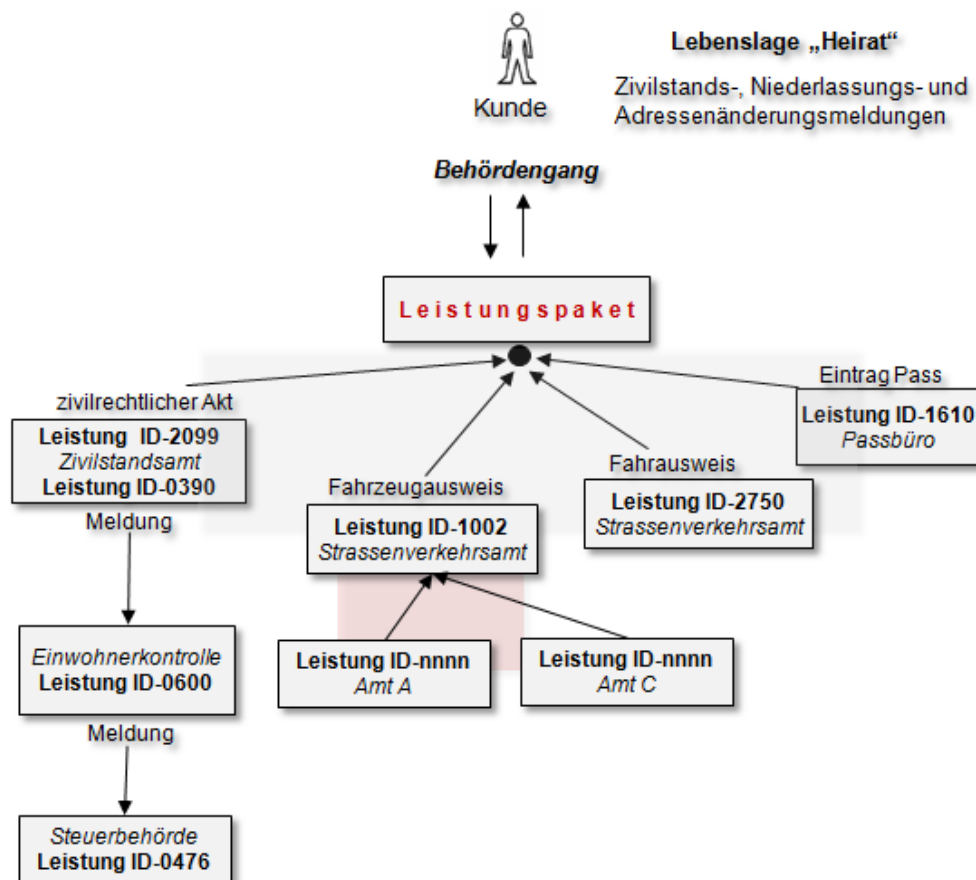 Lebenslage „Heirat“
Zivilstands-, Niederlassungs- und
Adressenänderungsmeldungen
Kunde
Behördengang
Leistungspaket
zivilrechtlicher Akt
Leistung ID-2099
Zivilstandsamt
Leistung ID-0390
Fahrzeugausweis
Leistung ID-1002
Strassenverkehrsamt
Fahrausweis
Leistung ID-2750
Strassenverkehrsamt
Eintrag Pass
Leistung ID-1610
Passbüro
Meldung
Einwohnerkontrolle
Leistung ID-0600
Leistung ID-nnnn
Amt A
Leistung ID-nnnn
Amt C
Meldung
Steuerbehörde
Leistung ID-0476